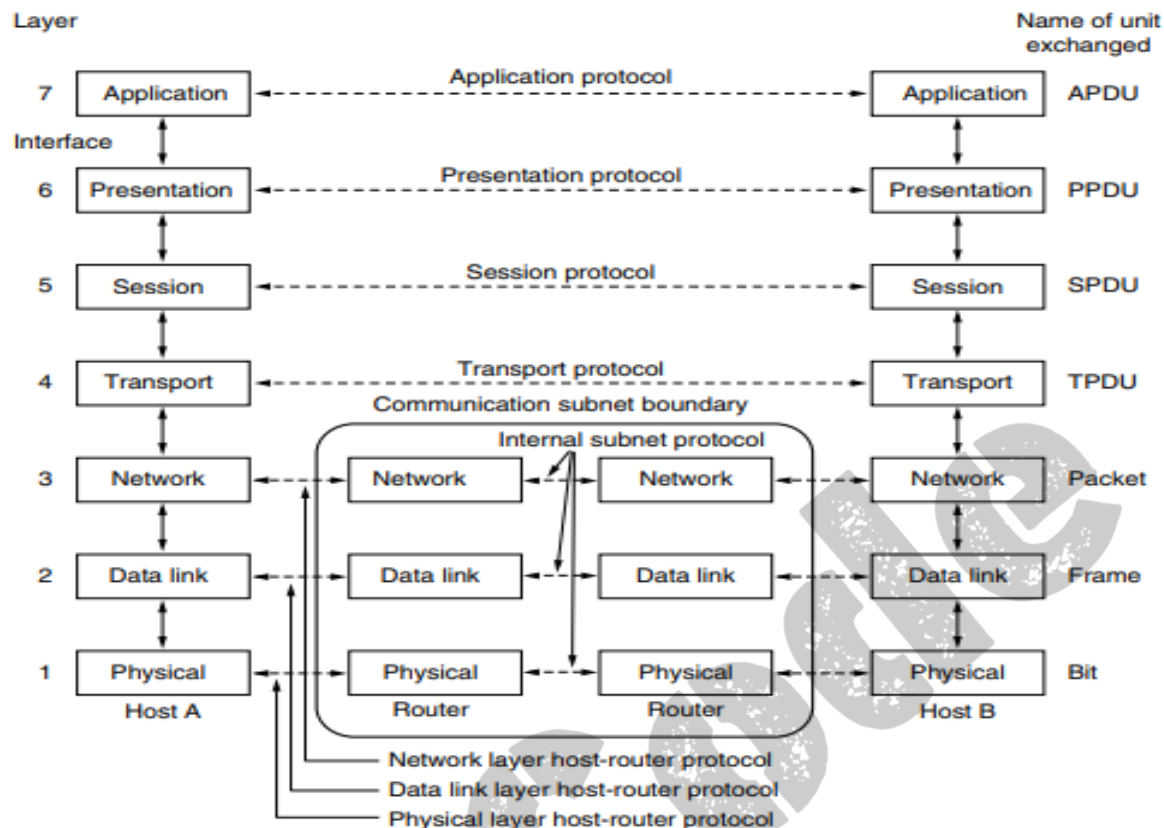 Layer
Name of unit
exchanged
7 Application Application protocol Application APDU
Interface
6 Presentation Presentation protocol Presentation PPDU
5 Session Session protocol Session SPDU
4 Transport Transport protocol Transport TPDU
Communication subnet boundary
Internal subnet protocol
3 Network Network Network Network Packet
2 Data link Data link Data link Data link Frame
1 Physical Physical Physical Physical Bit
Host A Router Router Host B
Network layer host-router protocol
Data link layer host-router protocol
Physical layer host-router protocol